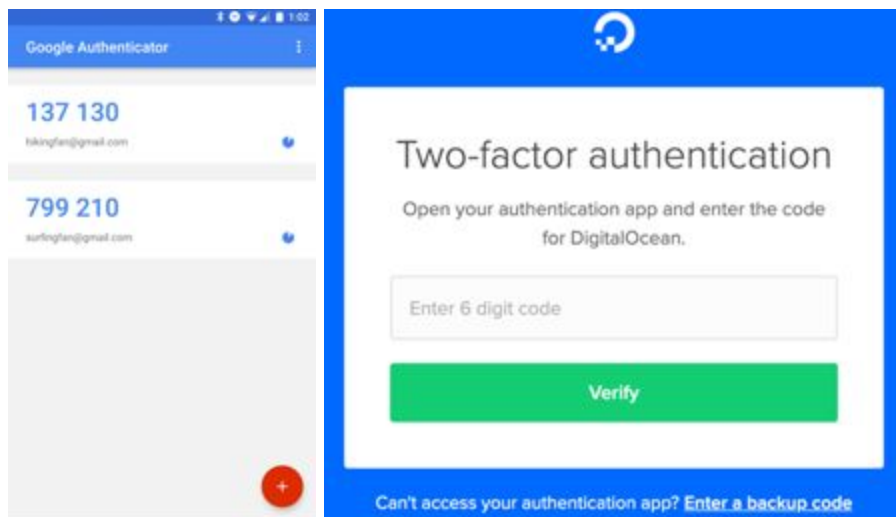 1:02
Google Authenticator
137 130
hikingfan@gmail.com
799 210
surfingfan@gmail.com
+
Two-factor authentication
Open your authentication app and enter the code
for DigitalOcean.
Enter 6 digit code
Verify
Can't access your authentication app? Enter a backup code